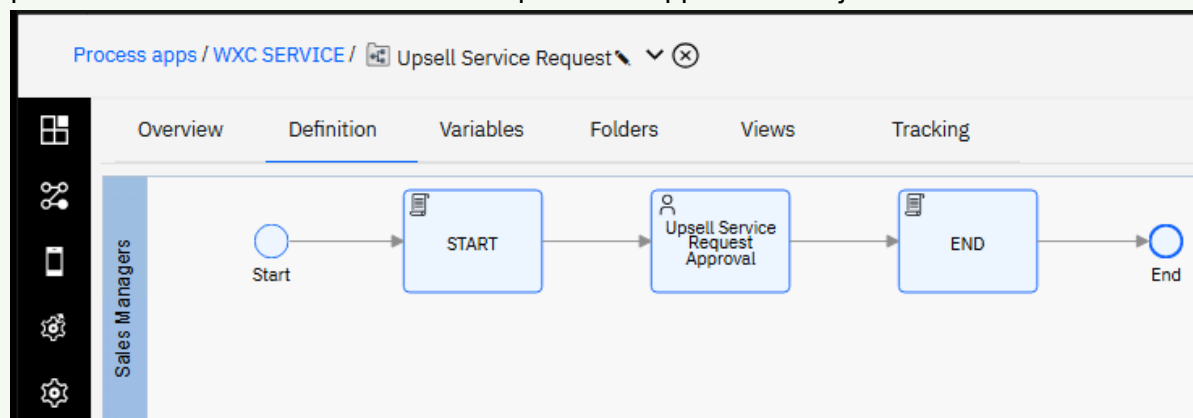 Process apps / WXC SERVICE / Upsell Service Request
Overview Definition Variables Folders Views Tracking
Sales Managers
Start
START
Upsell Service
Request
Approval
END
End